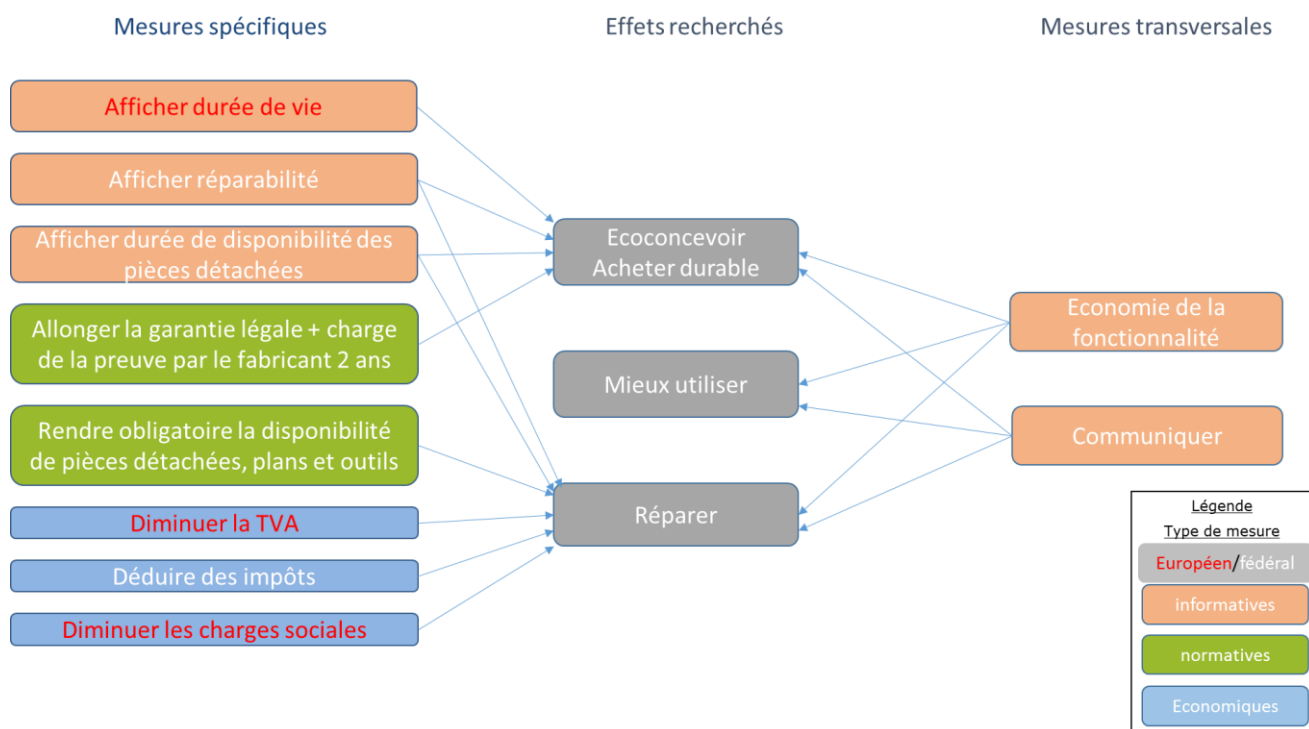 Mesures spécifiques
Effets recherchés
Mesures transversales
Afficher durée de vie
Afficher réparabilité
Afficher durée de disponibilité des
pièces détachées
Allonger la garantie légale + charge
de la preuve par le fabricant 2 ans
Rendre obligatoire la disponibilité
de pièces détachées, plans et outils
Diminuer la TVA
Déduire des impôts
Diminuer les charges sociales
Ecoconcevoir
Acheter durable
Mieux utiliser
Réparer
Economie de la
fonctionnalité
Communiquer
Légende
Type de mesure
Européen/fédéral
informatives
normatives
Economiques